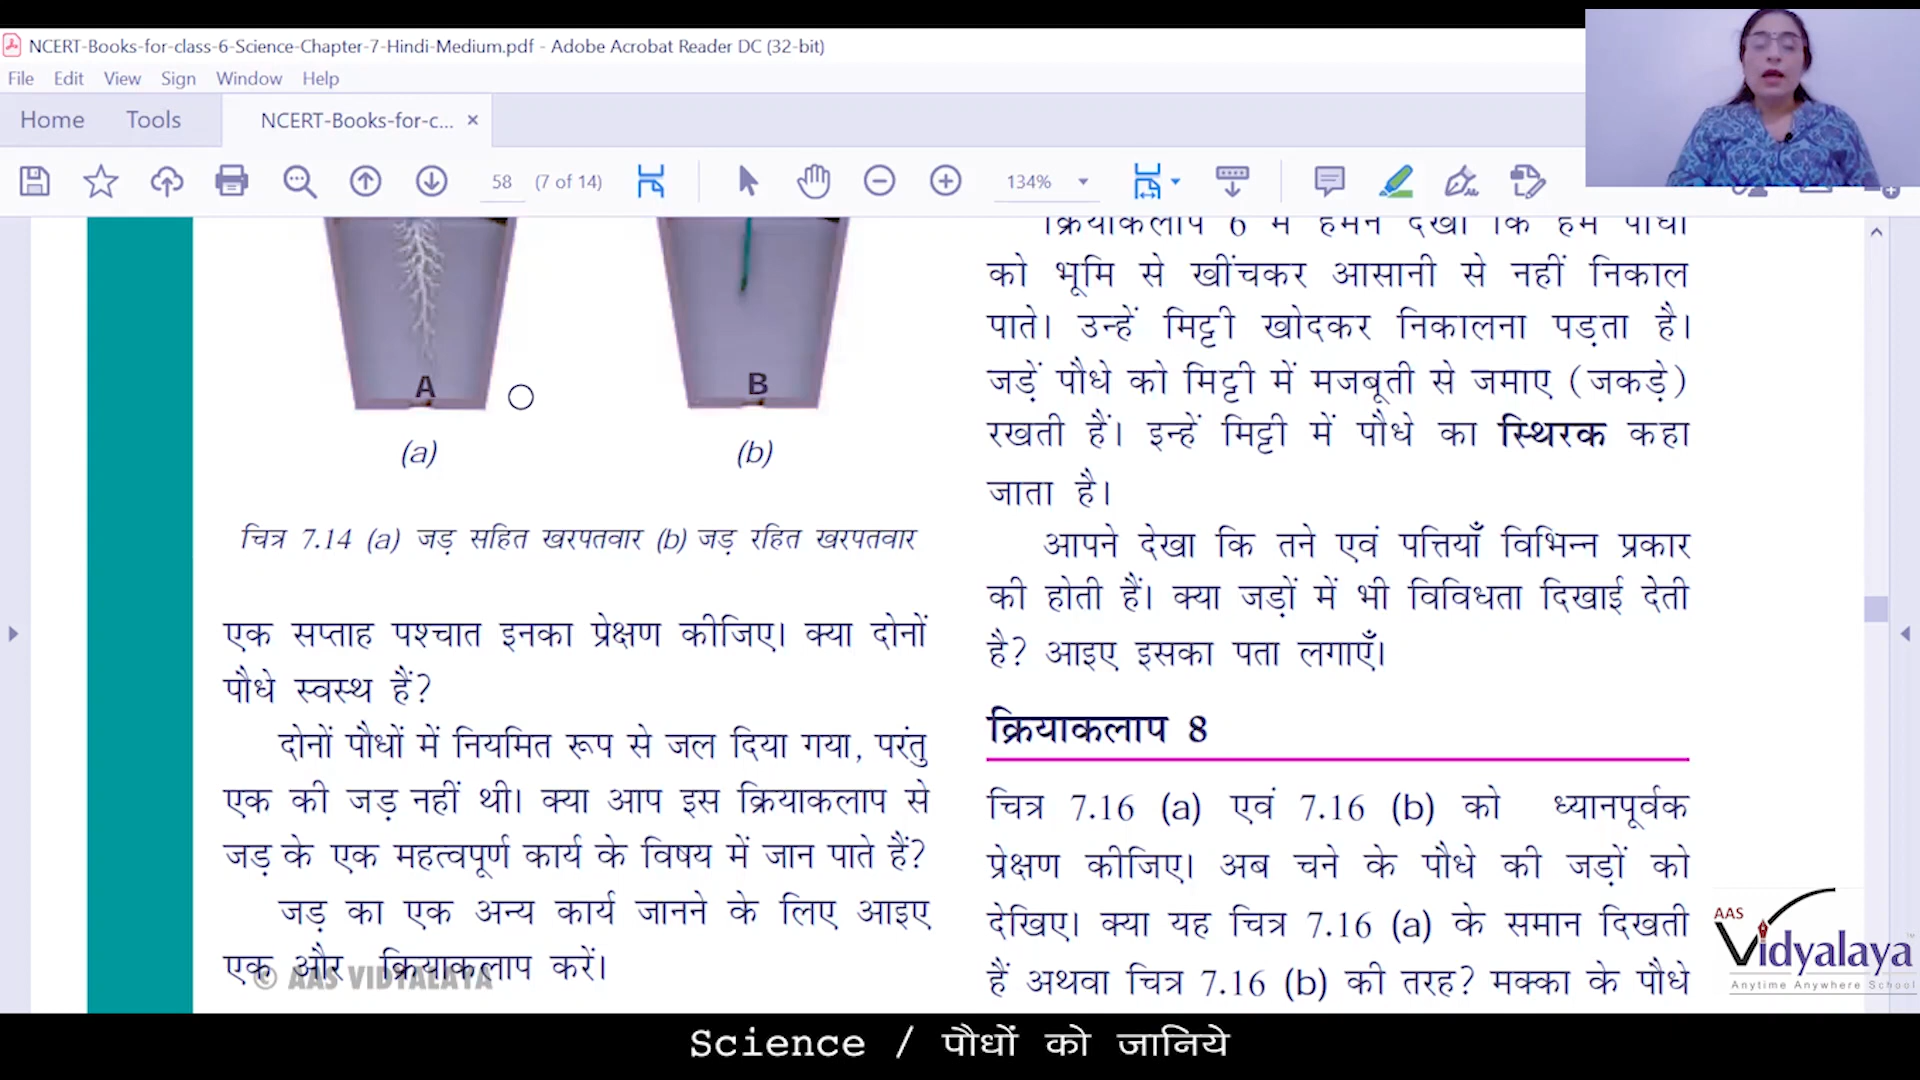 NCERT-Books-for-class-6-Science-Chapter-7-Hindi-Medium.pdf - Adobe Acrobat Reader DC (32-bit)
File Edit View Sign Window Help
Home Tools NCERT-Books-for-c... ×
58 (7 of 14) 134%
A B
(a) (b)
चित्र 7.14 (a) जड़ सहित खरपतवार (b) जड़ रहित खरपतवार
एक सप्ताह पश्चात इनका प्रेक्षण कीजिए। क्या दोनों
पौधे स्वस्थ हैं?
दोनों पौधों में नियमित रूप से जल दिया गया, परंतु
एक की जड़ नहीं थी। क्या आप इस क्रियाकलाप से
जड़ के एक महत्वपूर्ण कार्य के विषय में जान पाते हैं?
जड़ का एक अन्य कार्य जानने के लिए आइए
एक और क्रियाकलाप करें।
© AAS VIDYALAYA
क्रियाकलाप 6 में हमने देखा कि हम पौधों
को भूमि से खींचकर आसानी से नहीं निकाल
पाते। उन्हें मिट्टी खोदकर निकालना पड़ता है।
जड़ें पौधे को मिट्टी में मजबूती से जमाए (जकड़े)
रखती हैं। इन्हें मिट्टी में पौधे का स्थिरक कहा
जाता है।
आपने देखा कि तने एवं पत्तियाँ विभिन्न प्रकार
की होती हैं। क्या जड़ों में भी विविधता दिखाई देती
है? आइए इसका पता लगाएँ।
क्रियाकलाप 8
चित्र 7.16 (a) एवं 7.16 (b) को ध्यानपूर्वक
प्रेक्षण कीजिए। अब चने के पौधे की जड़ों को
देखिए। क्या यह चित्र 7.16 (a) के समान दिखती
हैं अथवा चित्र 7.16 (b) की तरह? मक्का के पौधे
AAS
Vidyalaya
Anytime Anywhere School
Science / पौधों को जानिये